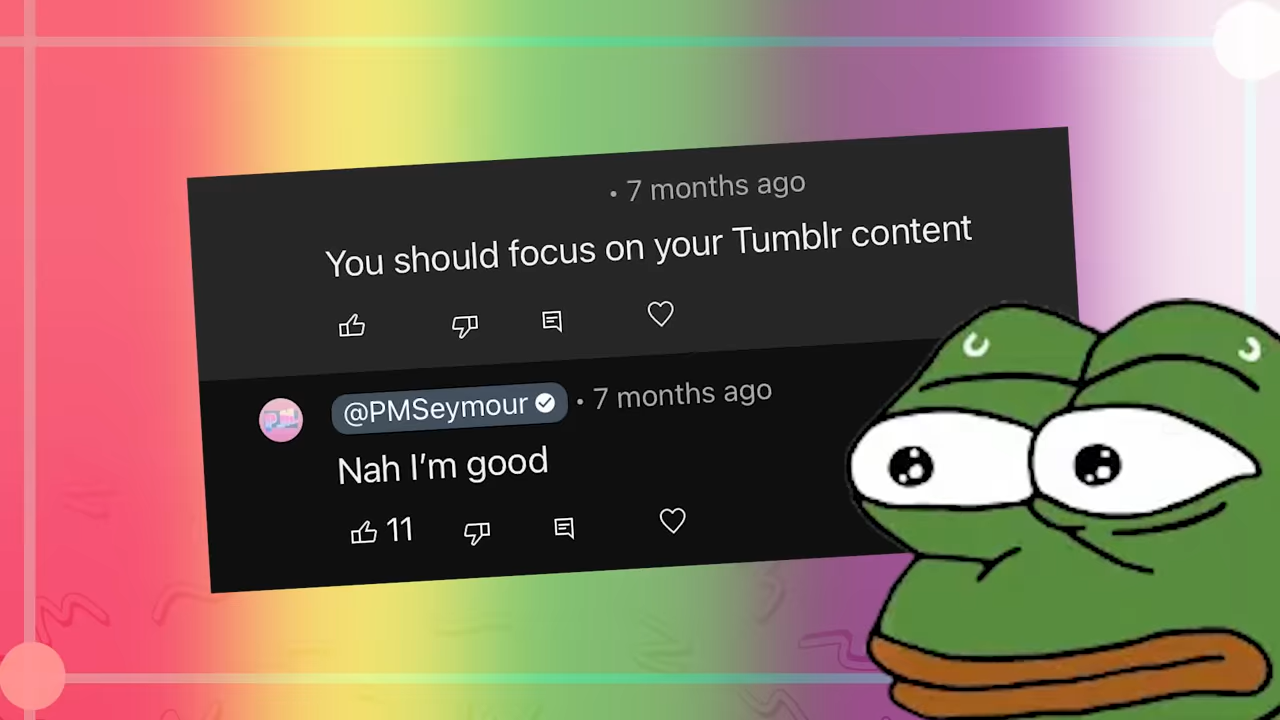 • 7 months ago
You should focus on your Tumblr content
@PMSeymour • 7 months ago
Nah I'm good
11